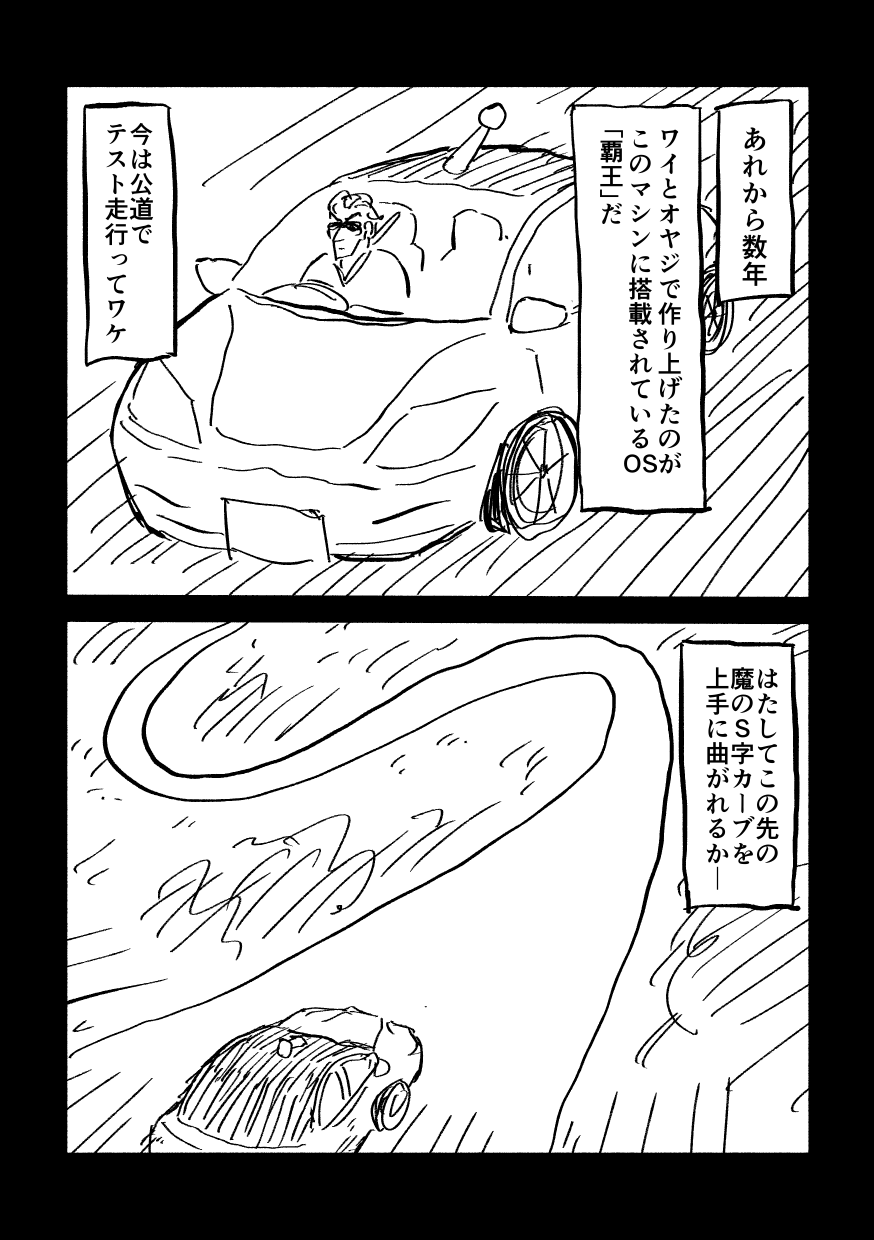 あれから数年
ワイとオヤジで作り上げたのが
このマシンに搭載されているOS
「覇王」だ
今は公道で
テスト走行ってワケ
はたしてこの先の
魔のS字カーブを
上手に曲がれるか―